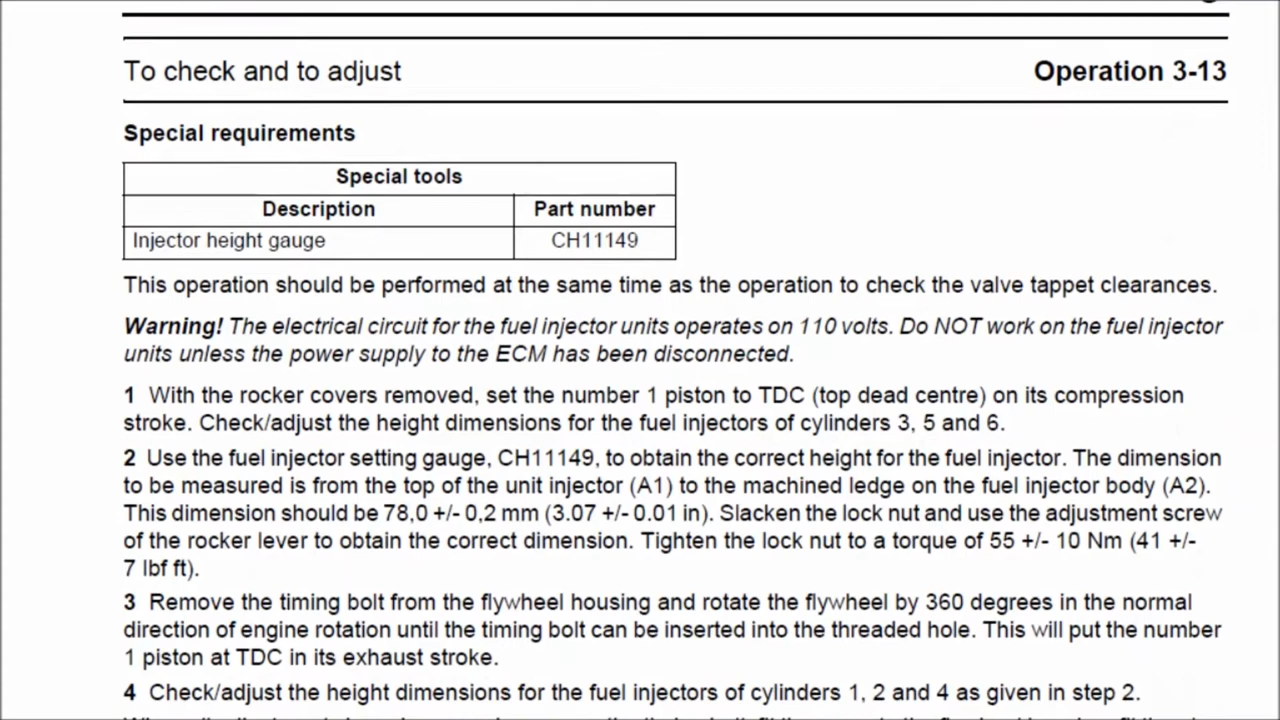 To check and to adjust Operation 3-13
Special requirements
Special tools
Description Part number
Injector height gauge CH11149
This operation should be performed at the same time as the operation to check the valve tappet clearances.
Warning! The electrical circuit for the fuel injector units operates on 110 volts. Do NOT work on the fuel injector
units unless the power supply to the ECM has been disconnected.
1 With the rocker covers removed, set the number 1 piston to TDC (top dead centre) on its compression
stroke. Check/adjust the height dimensions for the fuel injectors of cylinders 3, 5 and 6.
2 Use the fuel injector setting gauge, CH11149, to obtain the correct height for the fuel injector. The dimension
to be measured is from the top of the unit injector (A1) to the machined ledge on the fuel injector body (A2).
This dimension should be 78,0 +/- 0,2 mm (3.07 +/- 0.01 in). Slacken the lock nut and use the adjustment screw
of the rocker lever to obtain the correct dimension. Tighten the lock nut to a torque of 55 +/- 10 Nm (41 +/-
7 lbf ft).
3 Remove the timing bolt from the flywheel housing and rotate the flywheel by 360 degrees in the normal
direction of engine rotation until the timing bolt can be inserted into the threaded hole. This will put the number
1 piston at TDC in its exhaust stroke.
4 Check/adjust the height dimensions for the fuel injectors of cylinders 1, 2 and 4 as given in step 2.